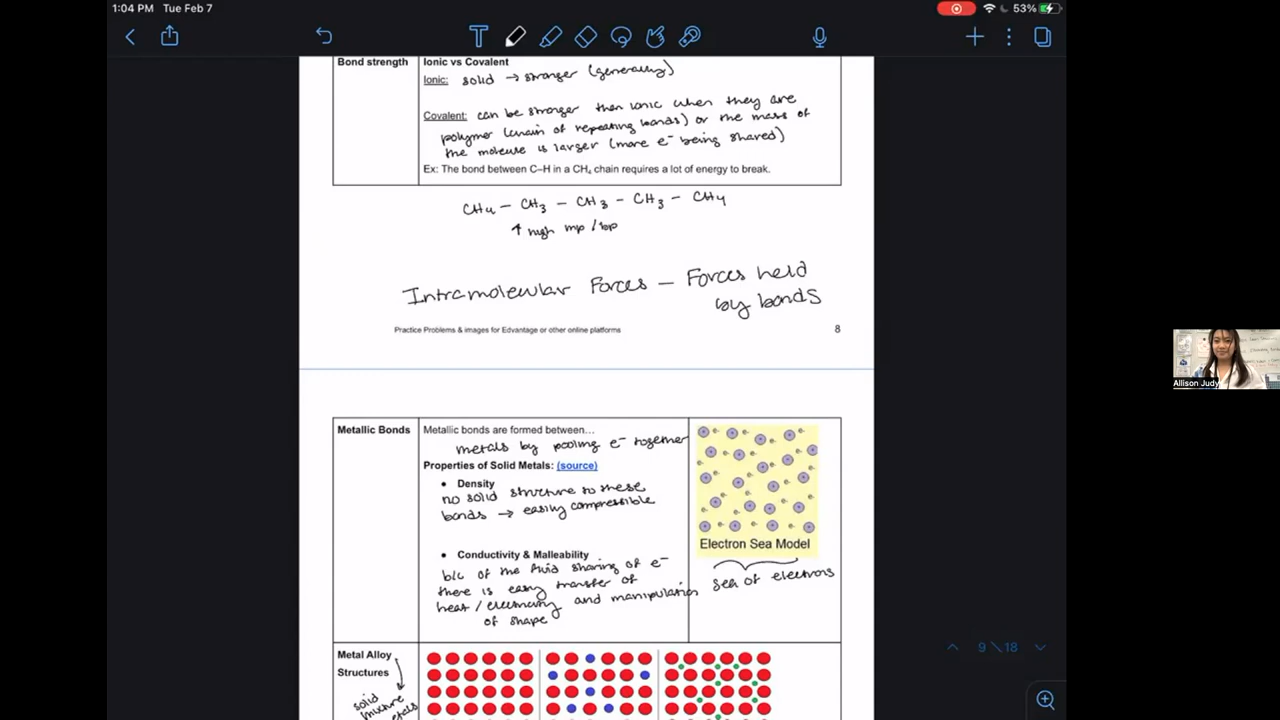 1:04 PM Tue Feb 7
53%
Bond strength
Ionic vs Covalent
Ionic: solid → stronger (generally)
Covalent: can be stronger than ionic when they are
polymer (chain of repeating bonds) or the mass of
the molecule is larger (more e⁻ being shared)
Ex: The bond between C–H in a CH₄ chain requires a lot of energy to break.
CH₄ – CH₃ – CH₃ – CH₃ – CH₄
↑ high mp / bp
Intramolecular Forces – Forces held
by bonds
Practice Problems & images for Edvantage or other online platforms
8
Metallic Bonds
Metallic bonds are formed between…
metals by pooling e⁻ together
Properties of Solid Metals: (source)
• Density
no solid structure to these
bonds → easily compressible
• Conductivity & Malleability
b/c of the fluid sharing of e⁻
there is easy transfer of
heat / electricity and manipulation
of shape
e-
Electron Sea Model
sea of electrons
9 \ 18
Metal Alloy
Structures
solid
mixture
metals
Allison Judy